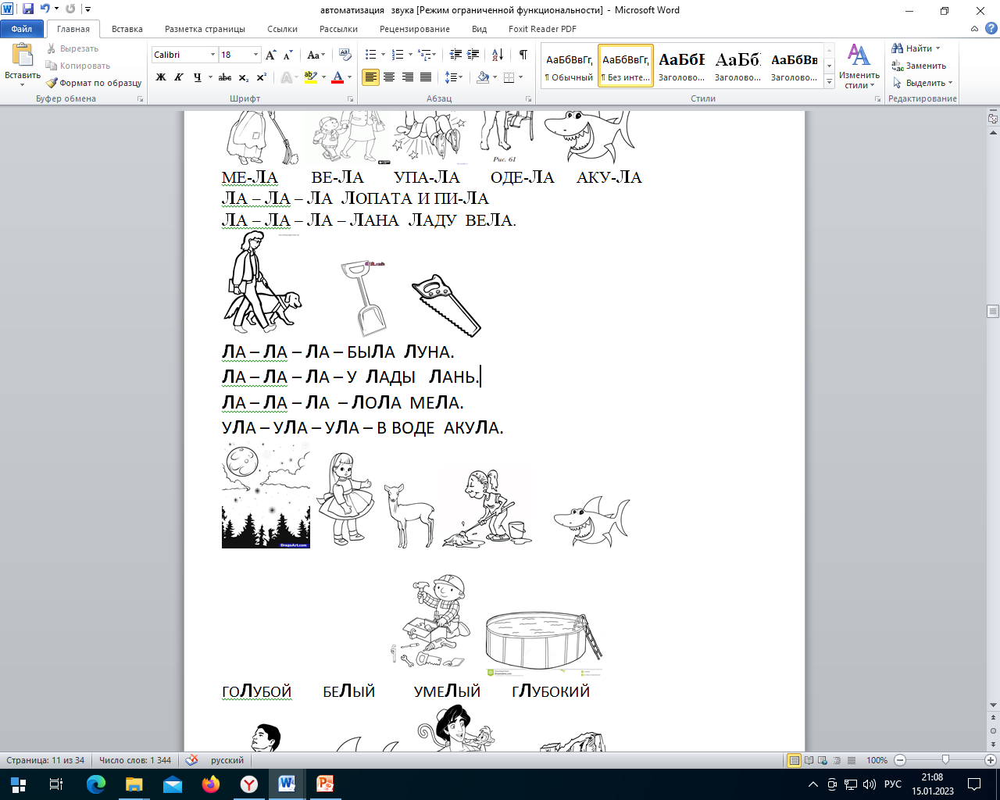 автоматизация звука [Режим ограниченной функциональности] - Microsoft Word
Файл Главная Вставка Разметка страницы Ссылки Рассылки Рецензирование Вид Foxit Reader PDF
Вставить
Вырезать
Копировать
Формат по образцу
Буфер обмена
Calibri 18
Шрифт
Абзац
АаБбВвГг, АаБбВвГг, АаБбЕ АаБб АаБбВв
¶ Обычный ¶ Без инте... Заголово... Заголово... Заголово...
Стили
Изменить стили
Найти
Заменить
Выделить
Редактирование
Рис. 61
МЕ-ЛА ВЕ-ЛА УПА-ЛА ОДЕ-ЛА АКУ-ЛА
ЛА – ЛА – ЛА ЛОПАТА И ПИ-ЛА
ЛА – ЛА – ЛА – ЛАНА ЛАДУ ВЕЛА.
ЛА – ЛА – ЛА – БЫЛА ЛУНА.
ЛА – ЛА – ЛА – У ЛАДЫ ЛАНЬ.
ЛА – ЛА – ЛА – ЛОЛА МЕЛА.
УЛА – УЛА – УЛА – В ВОДЕ АКУЛА.
DragoArt.com
ГОЛУБОЙ БЕЛЫЙ УМЕЛЫЙ ГЛУБОКИЙ
Страница: 11 из 34 Число слов: 1 344 русский 100%
РУС
21:08
15.01.2023